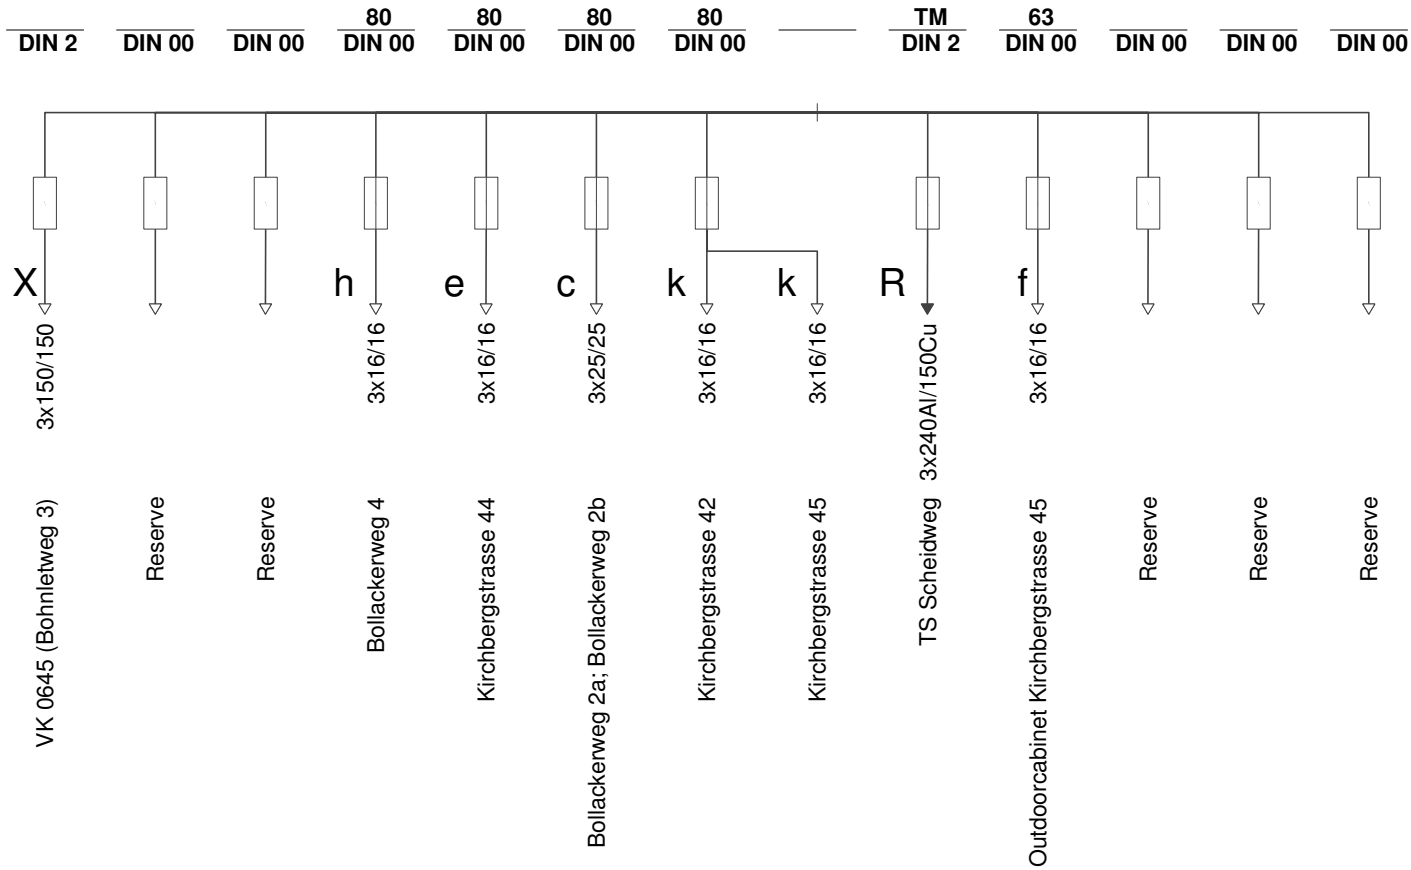 80 80 80 80 TM 63
DIN 2 DIN 00 DIN 00 DIN 00 DIN 00 DIN 00 DIN 00 DIN 2 DIN 00 DIN 00 DIN 00 DIN 00
X h e c k k R f
3x150/150
3x16/16
3x16/16
3x25/25
3x16/16
3x16/16
3x240Al/150Cu
3x16/16
VK 0645 (Bohnletweg 3)
Reserve
Reserve
Bollackerweg 4
Kirchbergstrasse 44
Bollackerweg 2a; Bollackerweg 2b
Kirchbergstrasse 42
Kirchbergstrasse 45
TS Scheidweg
Outdoorcabinet Kirchbergstrasse 45
Reserve
Reserve
Reserve